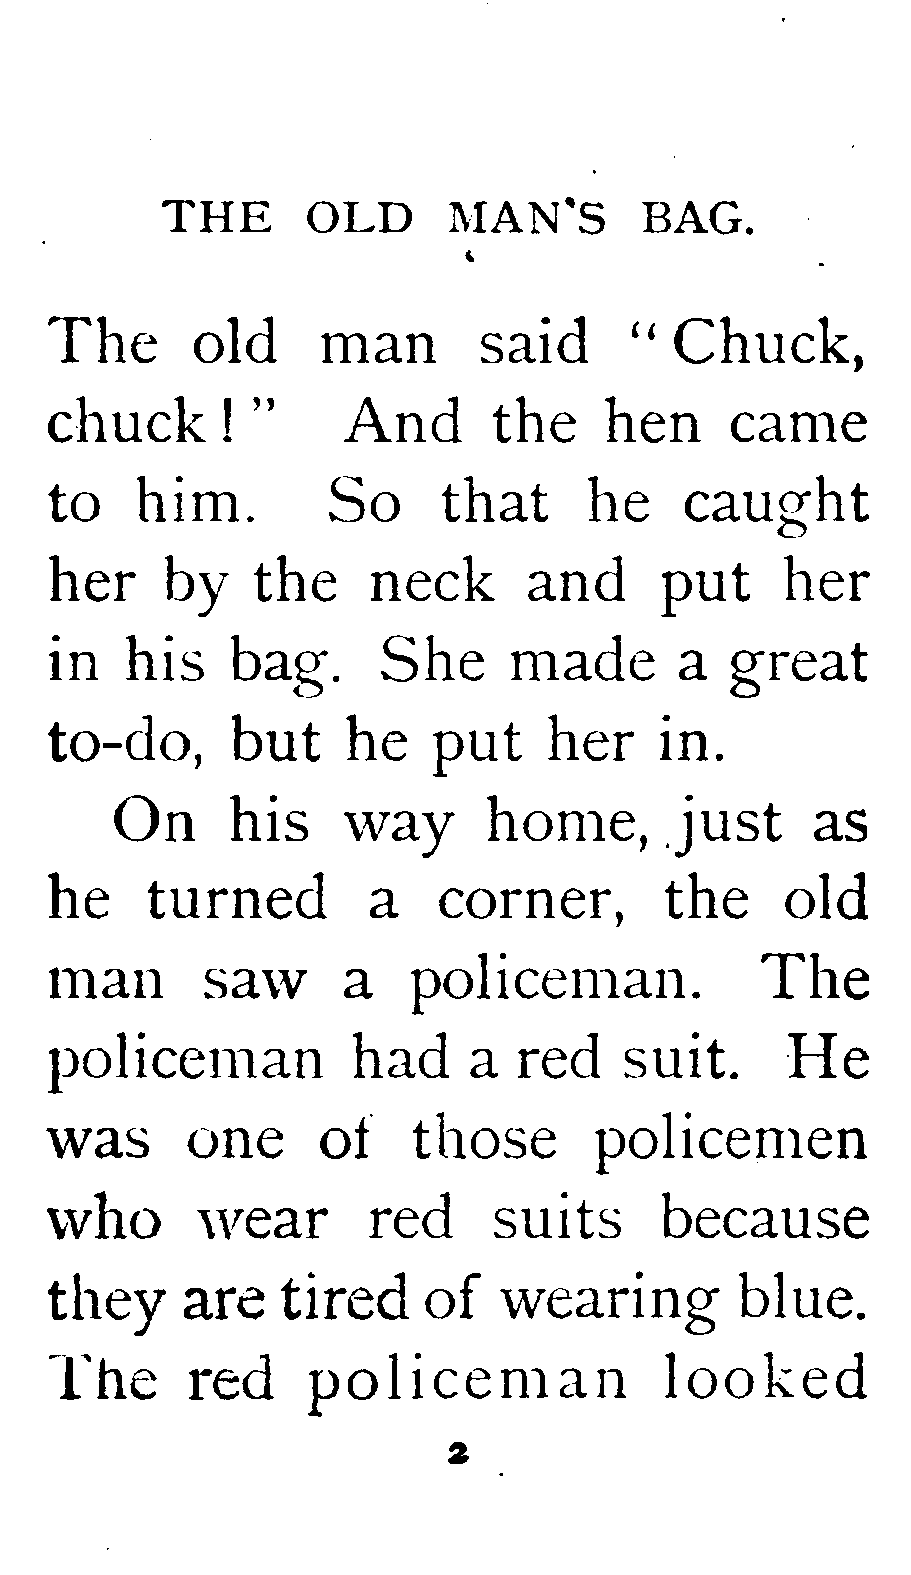 THE OLD MAN'S BAG.
The old man said "Chuck,
chuck!" And the hen came
to him. So that he caught
her by the neck and put her
in his bag. She made a great
to-do, but he put her in.
On his way home, just as
he turned a corner, the old
man saw a policeman. The
policeman had a red suit. He
was one of those policemen
who wear red suits because
they are tired of wearing blue.
The red policeman looked
2